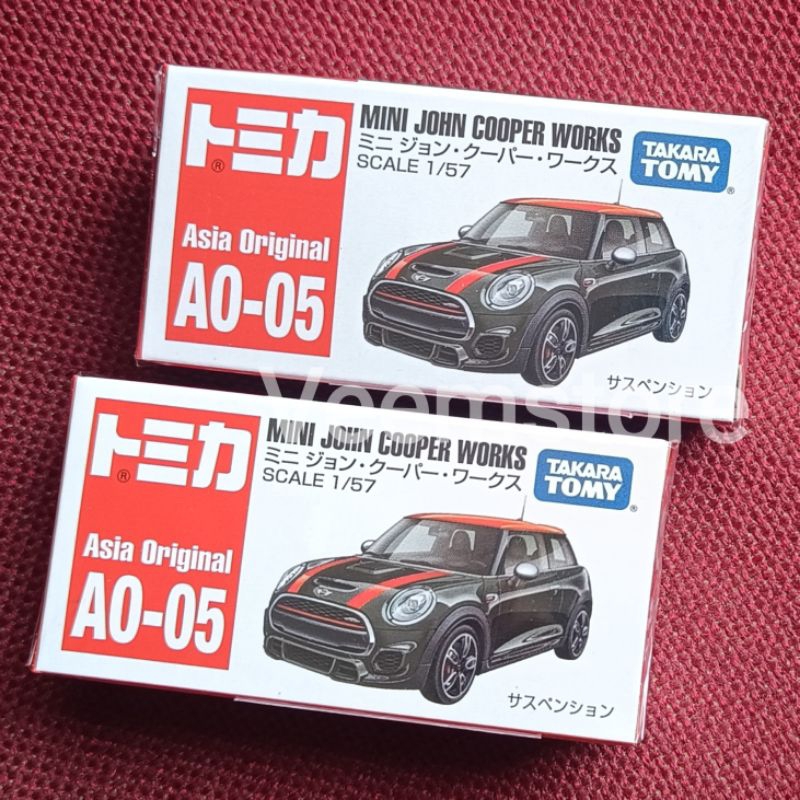 トミカ
®
Asia Original
AO-05
MINI JOHN COOPER WORKS
ミニ ジョン・クーパー・ワークス
SCALE 1/57
TAKARA
TOMY
®
サスペンション
Veemstore
トミカ
®
Asia Original
AO-05
MINI JOHN COOPER WORKS
ミニ ジョン・クーパー・ワークス
SCALE 1/57
TAKARA
TOMY
®
サスペンション